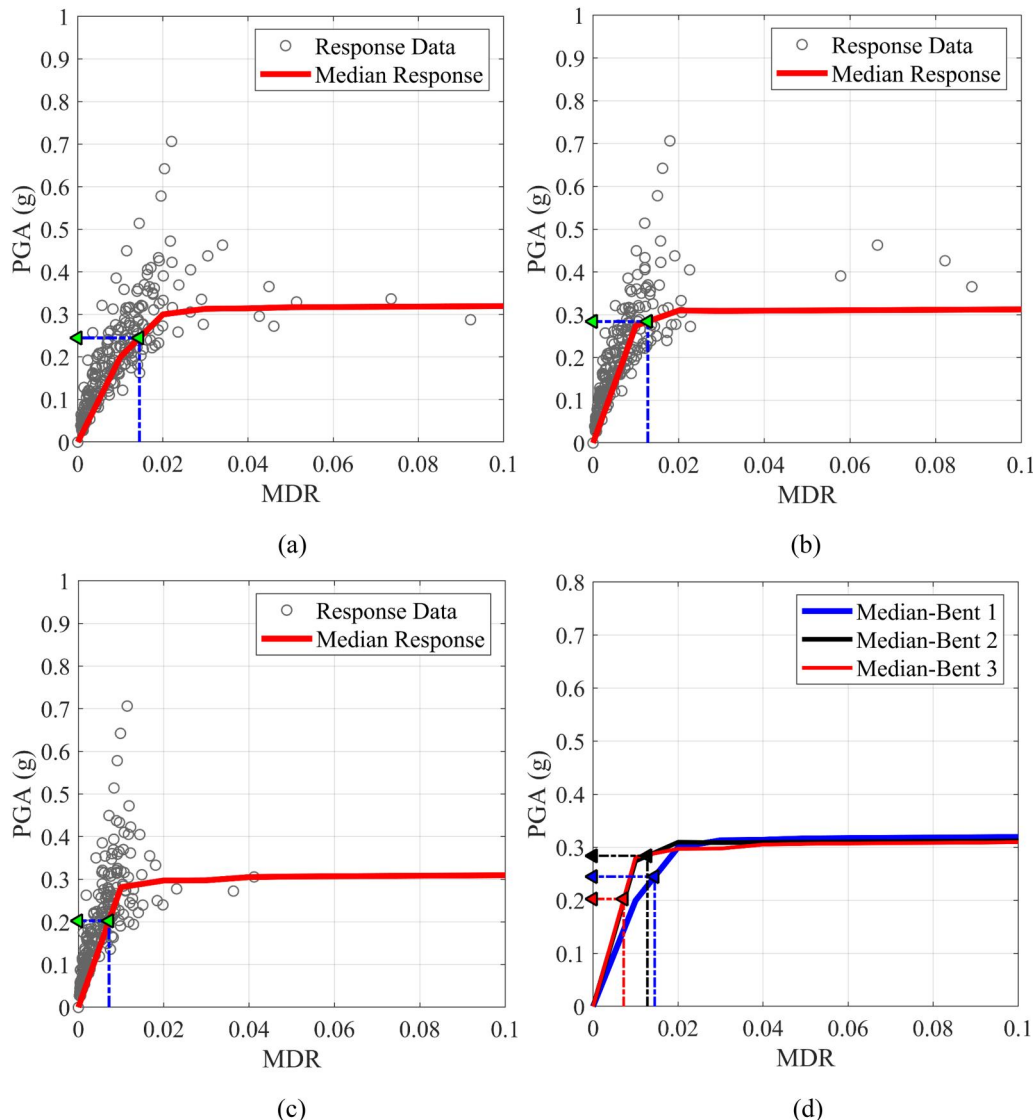 1
0.9
0.8
0.7
0.6
0.5
0.4
0.3
0.2
0.1
0
PGA (g)
Response Data
Median Response
0 0.02 0.04 0.06 0.08 0.1
MDR
(a)
1
0.9
0.8
0.7
0.6
0.5
0.4
0.3
0.2
0.1
0
PGA (g)
Response Data
Median Response
0 0.02 0.04 0.06 0.08 0.1
MDR
(b)
1
0.9
0.8
0.7
0.6
0.5
0.4
0.3
0.2
0.1
0
PGA (g)
Response Data
Median Response
0 0.02 0.04 0.06 0.08 0.1
MDR
(c)
0.8
0.7
0.6
0.5
0.4
0.3
0.2
0.1
0
PGA (g)
Median-Bent 1
Median-Bent 2
Median-Bent 3
0 0.02 0.04 0.06 0.08 0.1
MDR
(d)